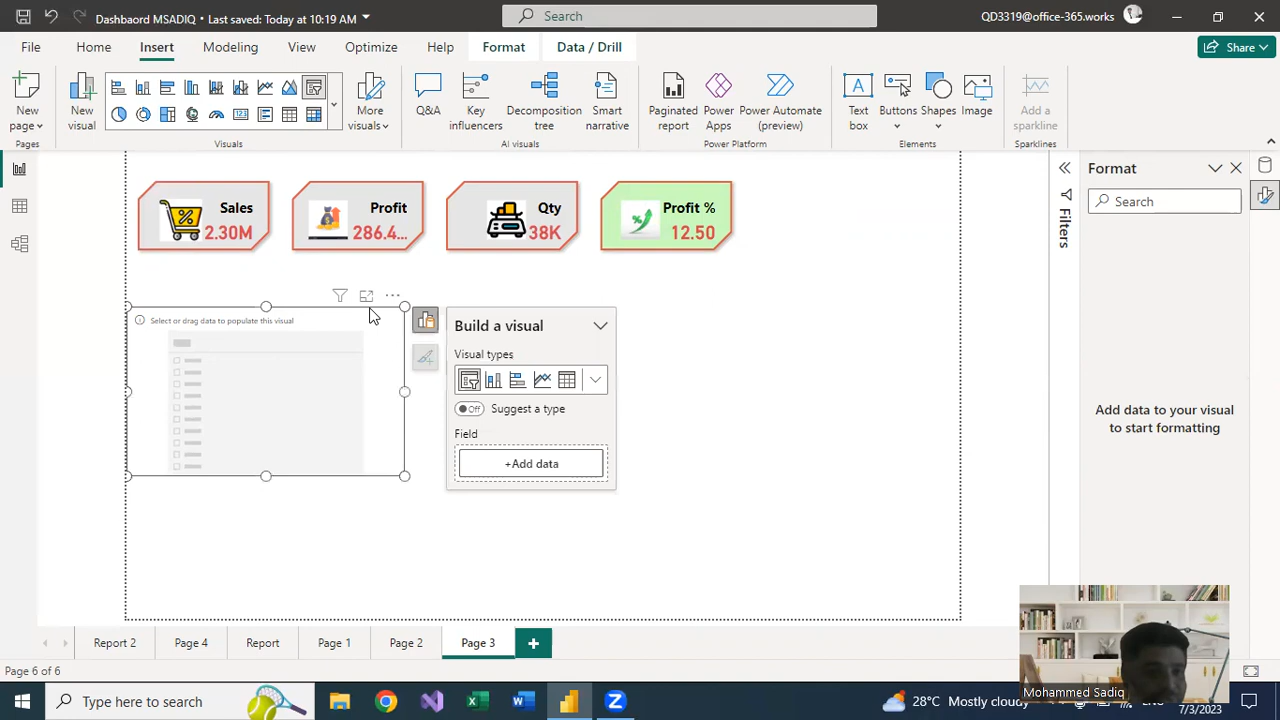 Dashbaord MSADIQ • Last saved: Today at 10:19 AM
Search
QD3319@office-365.works
File
Home
Insert
Modeling
View
Optimize
Help
Format
Data / Drill
Share
New page
New visual
More visuals
Q&A
Key influencers
Decomposition tree
Smart narrative
Paginated report
Power Apps
Power Automate (preview)
Text box
Buttons
Shapes
Image
Add a sparkline
Pages
Visuals
AI visuals
Power Platform
Elements
Sparklines
Sales
2.30M
Profit
286.4...
Qty
38K
Profit %
12.50
Select or drag data to populate this visual
Build a visual
Visual types
Off
Suggest a type
Field
+Add data
Filters
Format
Search
Add data to your visual
to start formatting
Report 2
Page 4
Report
Page 1
Page 2
Page 3
Page 6 of 6
Mohammed Sadiq
Type here to search
28°C Mostly cloudy
7/3/2023